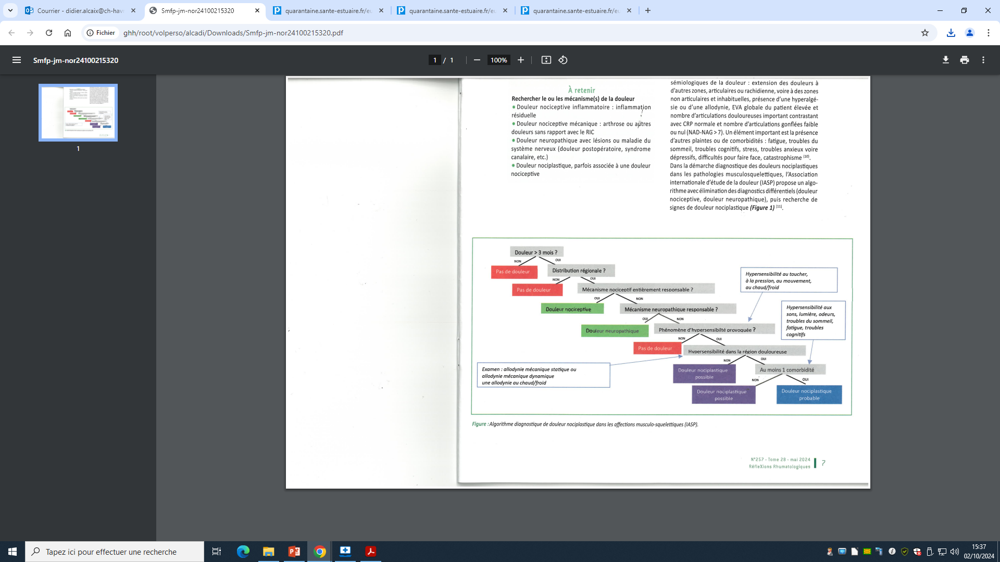 Courrier - didier.alcaix@ch-hav
Smfp-jm-nor24100215320
quarantaine.sante-estuaire.fr/eu
quarantaine.sante-estuaire.fr/eu
quarantaine.sante-estuaire.fr/eu
Fichier
ghh/root/volperso/alcadi/Downloads/Smfp-jm-nor24100215320.pdf
Smfp-jm-nor24100215320
1 / 1
100%
1
À retenir
Rechercher le ou les mécanisme(s) de la douleur
• Douleur nociceptive inflammatoire : inflammation
résiduelle
• Douleur nociceptive mécanique : arthrose ou autres
douleurs sans rapport avec le RIC
• Douleur neuropathique avec lésions ou maladie du
système nerveux (douleur postopératoire, syndrome
canalaire, etc.)
• Douleur nociplastique, parfois associée à une douleur
nociceptive
sémiologiques de la douleur : extension des douleurs à
d'autres zones, articulaires ou rachidienne, voire à des zones
non articulaires et inhabituelles, présence d'une hyperalgé-
sie ou d'une allodynie, EVA globale du patient élevée et
nombre d'articulations douloureuses important contrastant
avec CRP normale et nombre d'articulations gonflées faible
ou nul (NAD-NAG > 7). Un élément important est la présence
d'autres plaintes ou de comorbidités : fatigue, troubles du
sommeil, troubles cognitifs, stress, troubles anxieux voire
dépressifs, difficultés pour faire face, catastrophisme (10).
Dans la démarche diagnostique des douleurs nociplastiques
dans les pathologies musculosquelettiques, l'Association
internationale d'étude de la douleur (IASP) propose un algo-
rithme avec élimination des diagnostics différentiels (douleur
nociceptive, douleur neuropathique), puis recherche de
signes de douleur nociplastique (Figure 1) [11].
Douleur > 3 mois ?
NON
OUI
Pas de douleur
Distribution régionale ?
NON
OUI
Pas de douleur
Mécanisme nociceptif entièrement responsable ?
OUI
NON
Douleur nociceptive
Mécanisme neuropathique responsable ?
OUI
NON
Douleur neuropathique
Phénomène d'hypersensibilté provoquée ?
NON
OUI
Pas de douleur
Hypersensibilité dans la région douloureuse
NON
OUI
Douleur nociplastique
possible
Au moins 1 comorbidité
NON
OUI
Douleur nociplastique
possible
Douleur nociplastique
probable
Hypersensibilité au toucher,
à la pression, au mouvement,
au chaud/froid
Hypersensibilité aux
sons, lumière, odeurs,
troubles du sommeil,
fatigue, troubles
cognitifs
Examen : allodynie mécanique statique ou
allodynie mécanique dynamique
une allodynie au chaud/froid
Figure : Algorithme diagnostique de douleur nociplastique dans les affections musculo-squelettiques (IASP).
N°257 - Tome 28 - mai 2024
RéfleXions Rhumatologiques
7
Tapez ici pour effectuer une recherche
15:37
02/10/2024